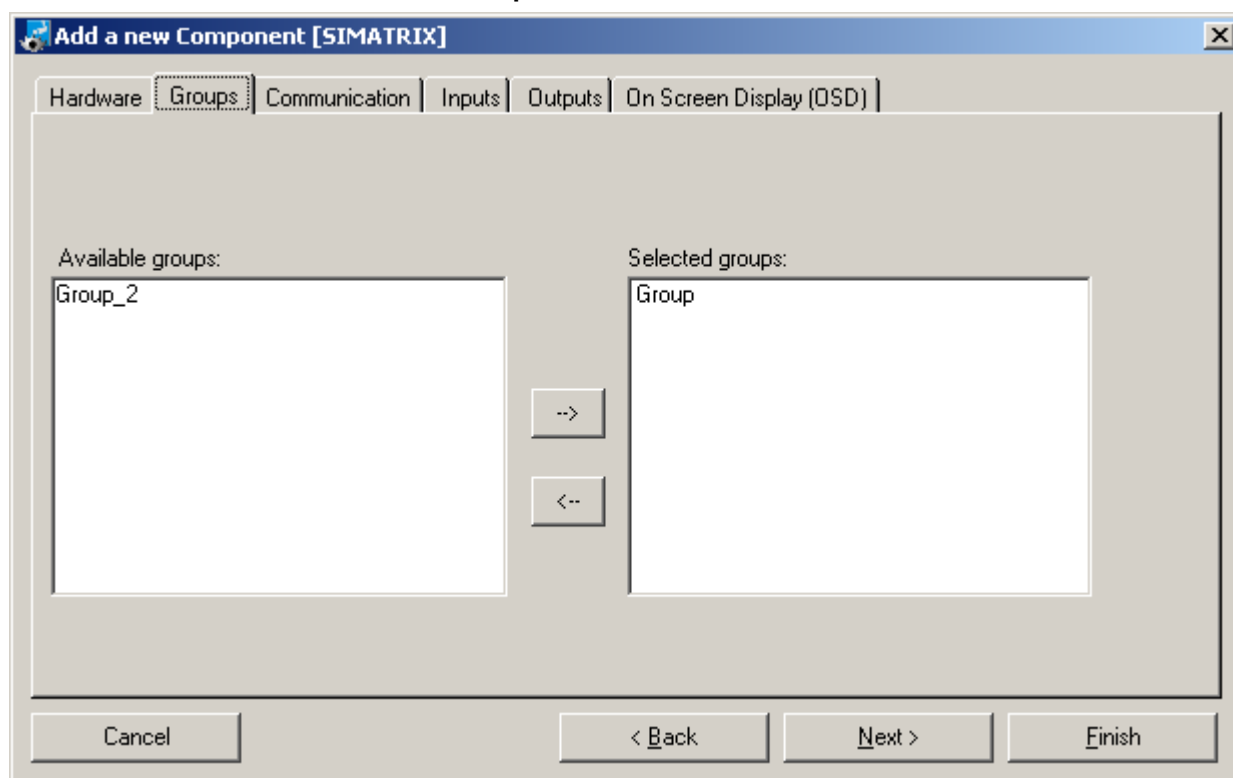 Add a new Component [SIMATRIX]
Hardware Groups Communication Inputs Outputs On Screen Display (OSD)
Available groups: Selected groups:
Group_2 Group
-->
<--
Cancel < Back Next > Finish